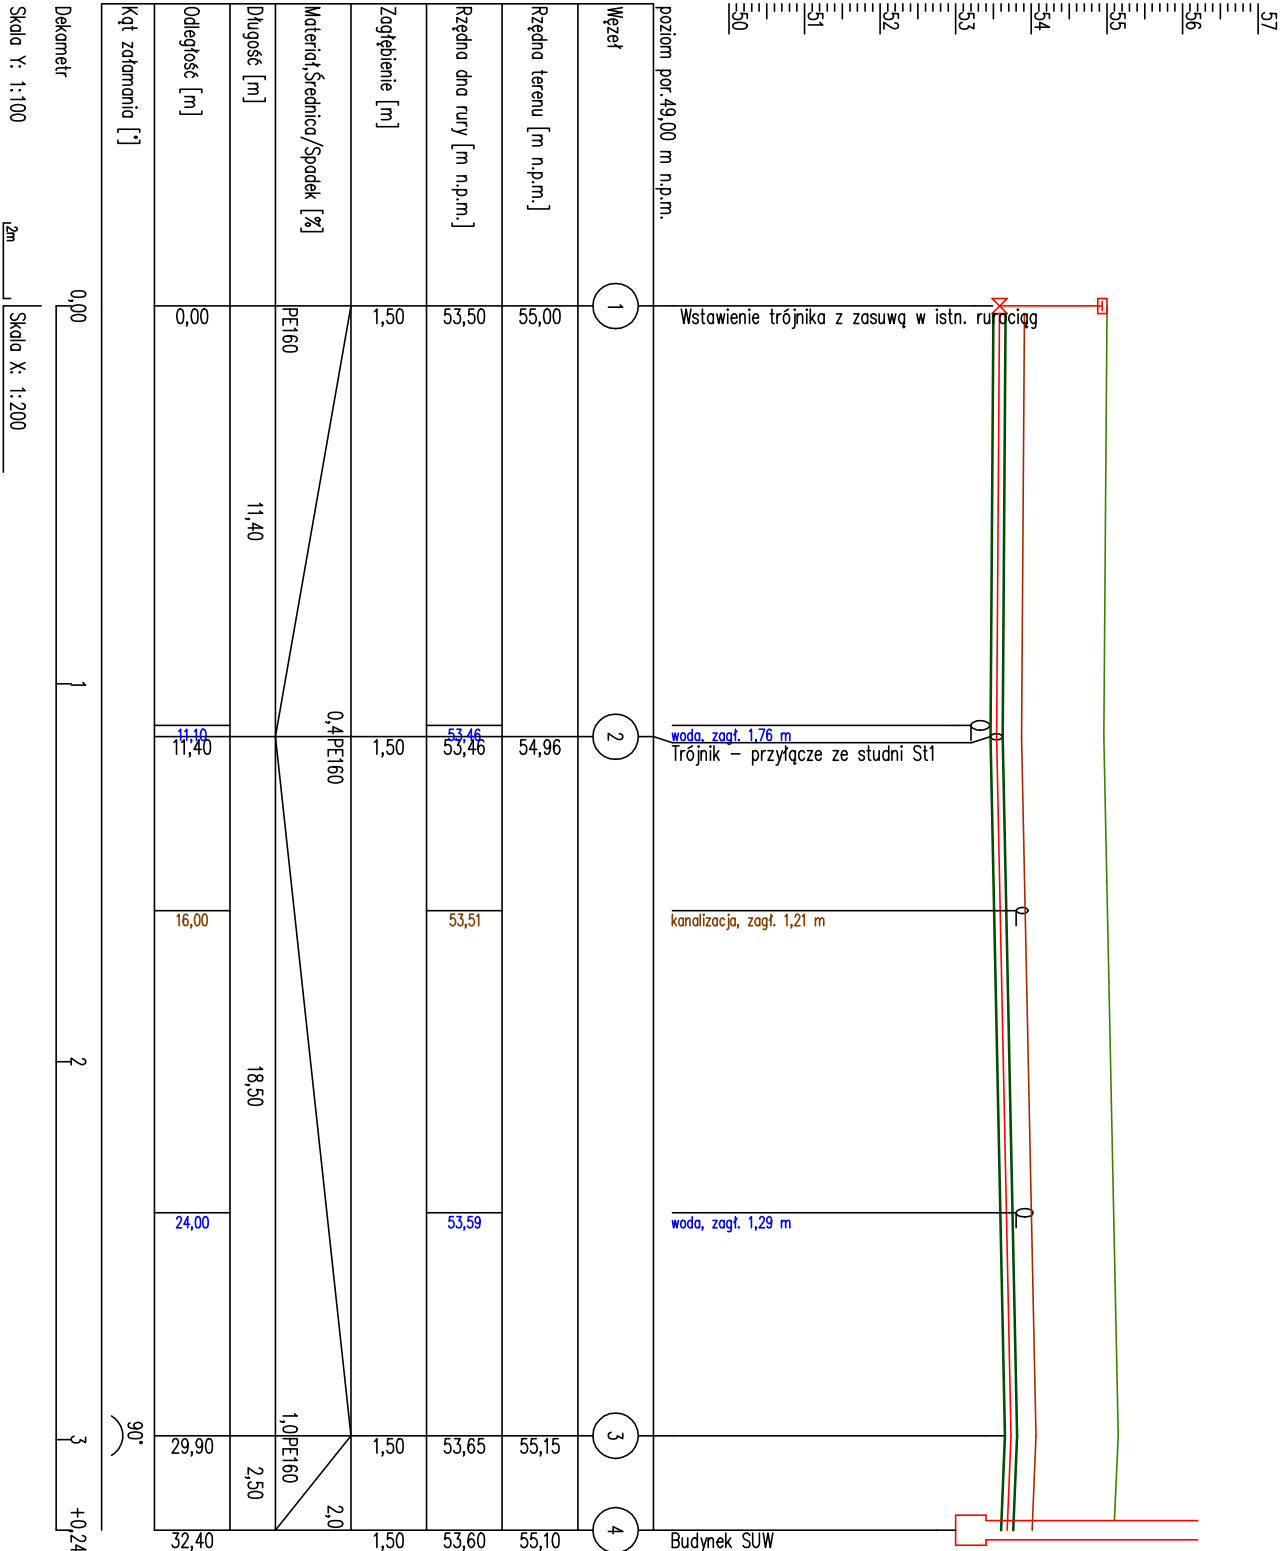 50
51
52
53
54
55
56
57
poziom por.49,00 m n.p.m.
Wstawienie trójnika z zasuwą w istn. rurociąg
woda, zagł. 1,76 m
Trójnik – przyłącze ze studni St1
kanalizacja, zagł. 1,21 m
woda, zagł. 1,29 m
Budynek SUW
Węzeł
1
2
3
4
Rzędna terenu [m n.p.m.]
55,00
54,96
55,15
55,10
Rzędna dna rury [m n.p.m.]
53,50
53,46
53,46
53,51
53,59
53,65
53,60
Zagłębienie [m]
1,50
1,50
1,50
1,50
Materiał,Średnica/Spadek [%]
PE160
0,4
PE160
1,0
PE160
2,0
Długość [m]
11,40
18,50
2,50
Odległość [m]
0,00
11,10
11,40
16,00
24,00
29,90
32,40
Kąt załamania [°]
90°
Dekametr
0,00
1
2
3
+0,24
Skala Y: 1:100
2m
Skala X: 1:200